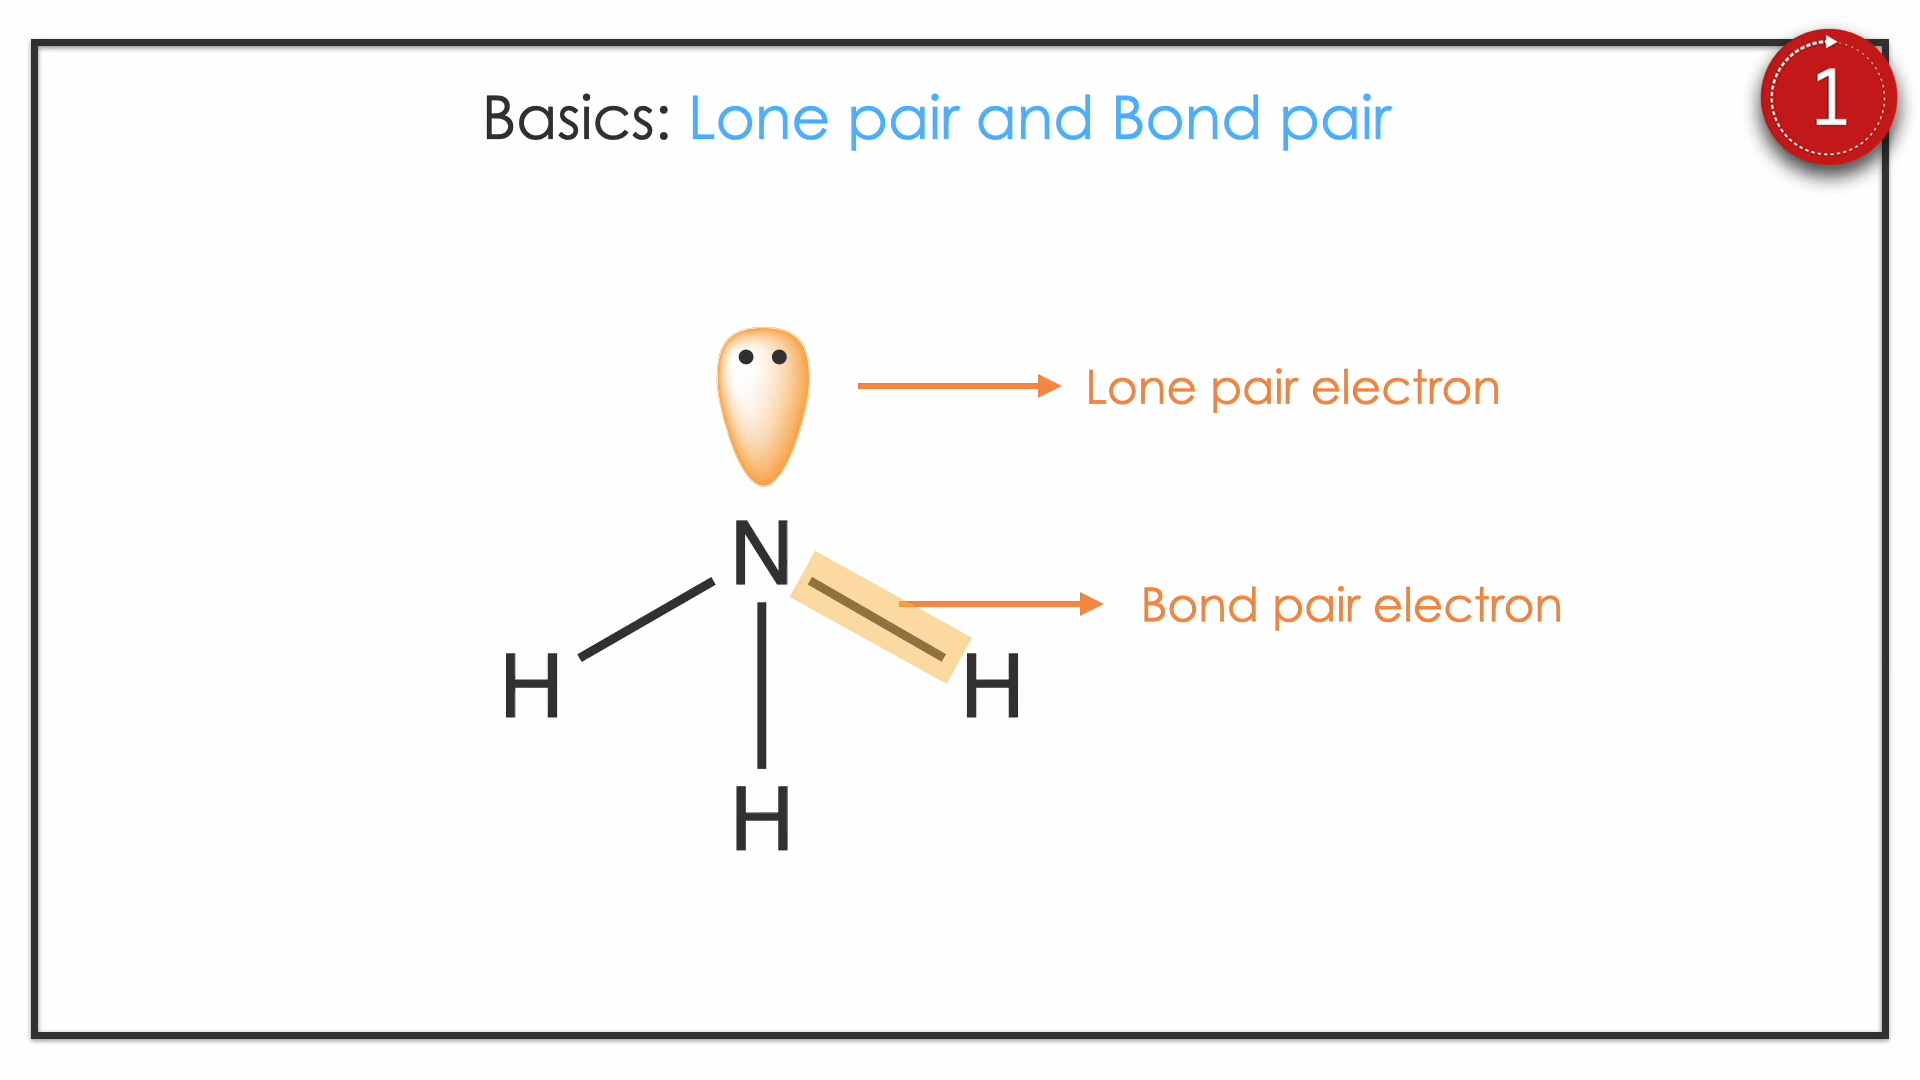 Basics: Lone pair and Bond pair
1
Lone pair electron
N
Bond pair electron
H H
H